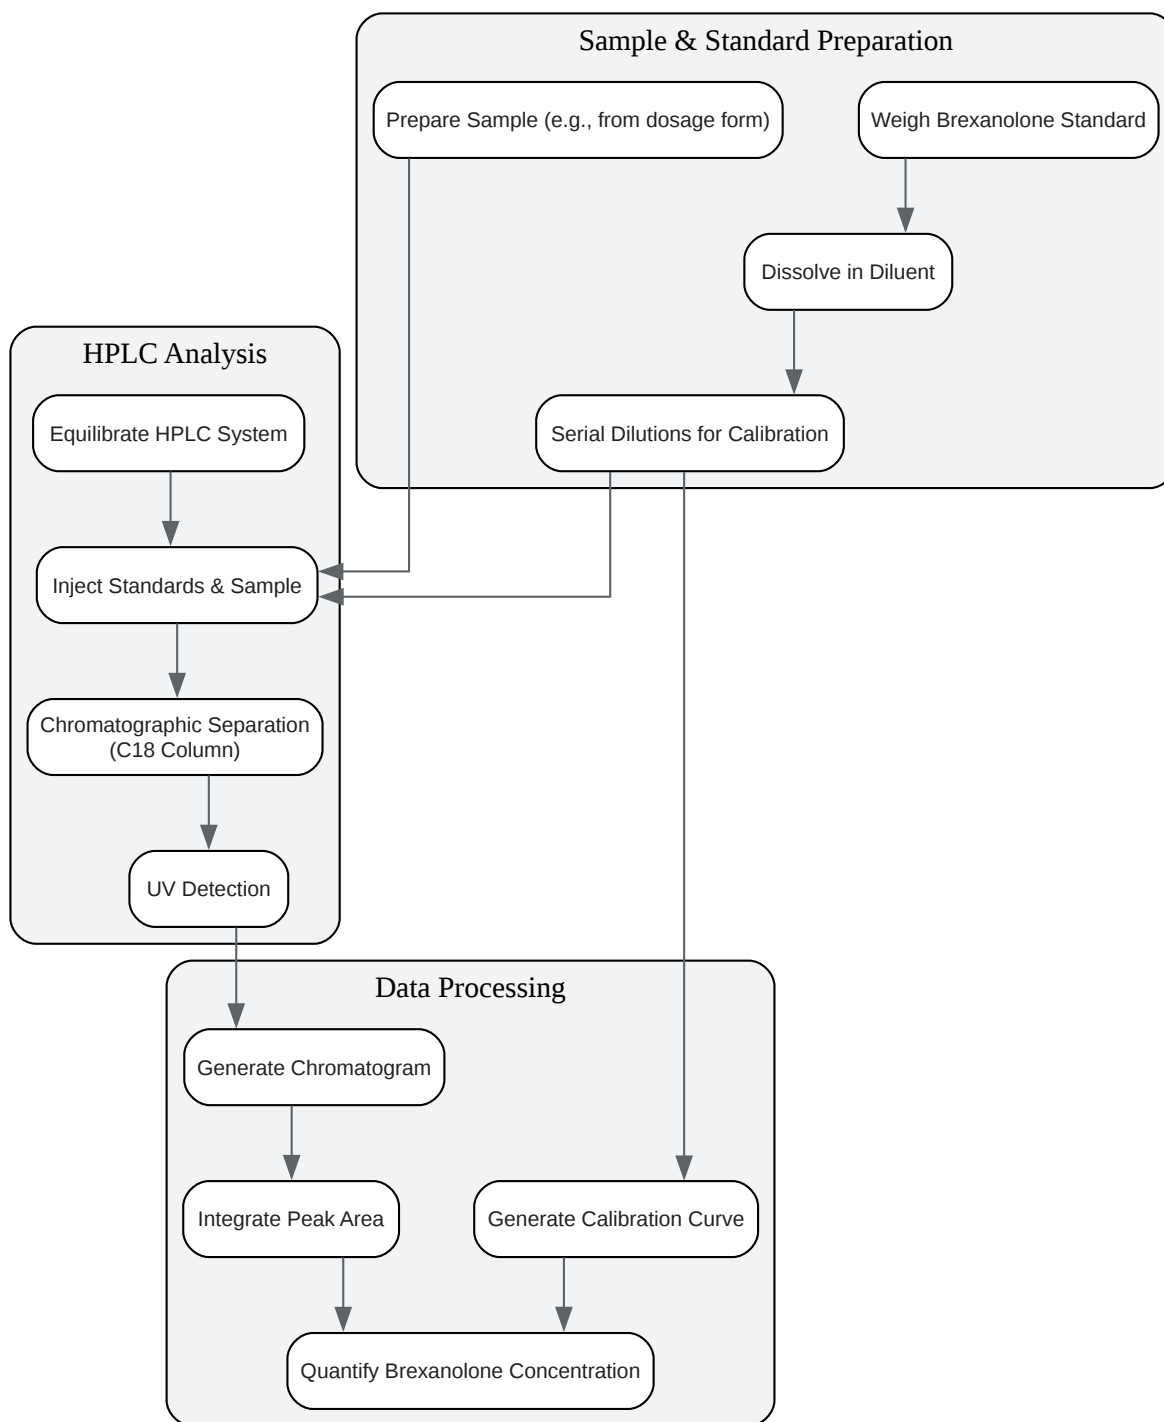 Sample & Standard Preparation
Prepare Sample (e.g., from dosage form)
Weigh Brexanolone Standard
Dissolve in Diluent
Serial Dilutions for Calibration
HPLC Analysis
Equilibrate HPLC System
Inject Standards & Sample
Chromatographic Separation
(C18 Column)
UV Detection
Data Processing
Generate Chromatogram
Integrate Peak Area
Generate Calibration Curve
Quantify Brexanolone Concentration